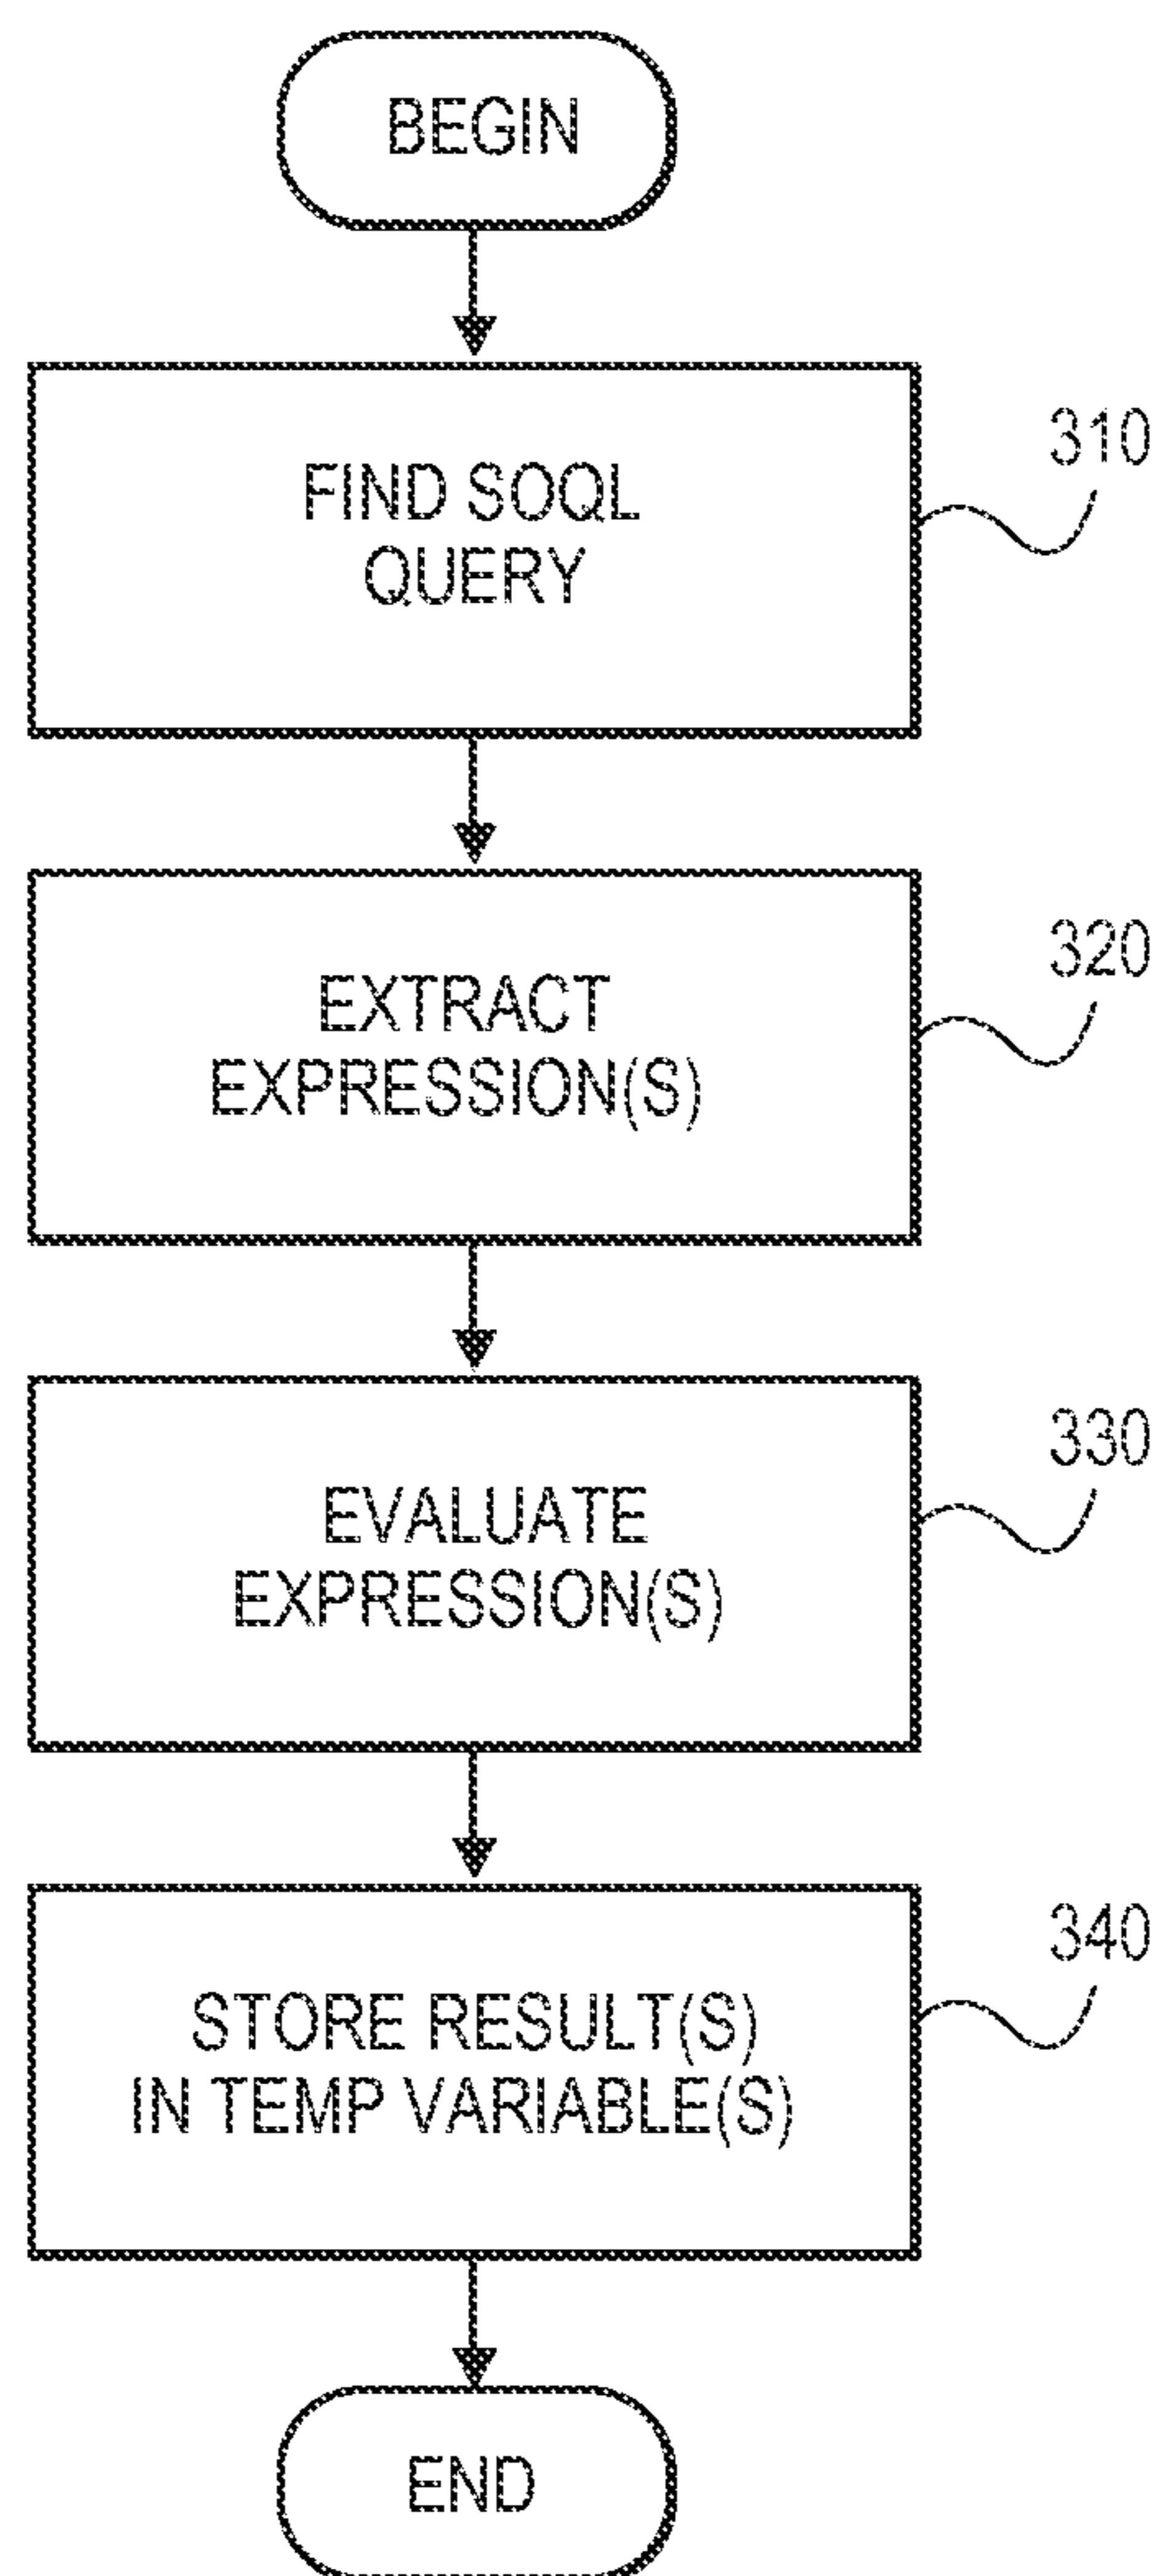 BEGIN
FIND SOQL
QUERY
310
EXTRACT
EXPRESSION(S)
320
EVALUATE
EXPRESSION(S)
330
STORE RESULT(S)
IN TEMP VARIABLE(S)
340
END